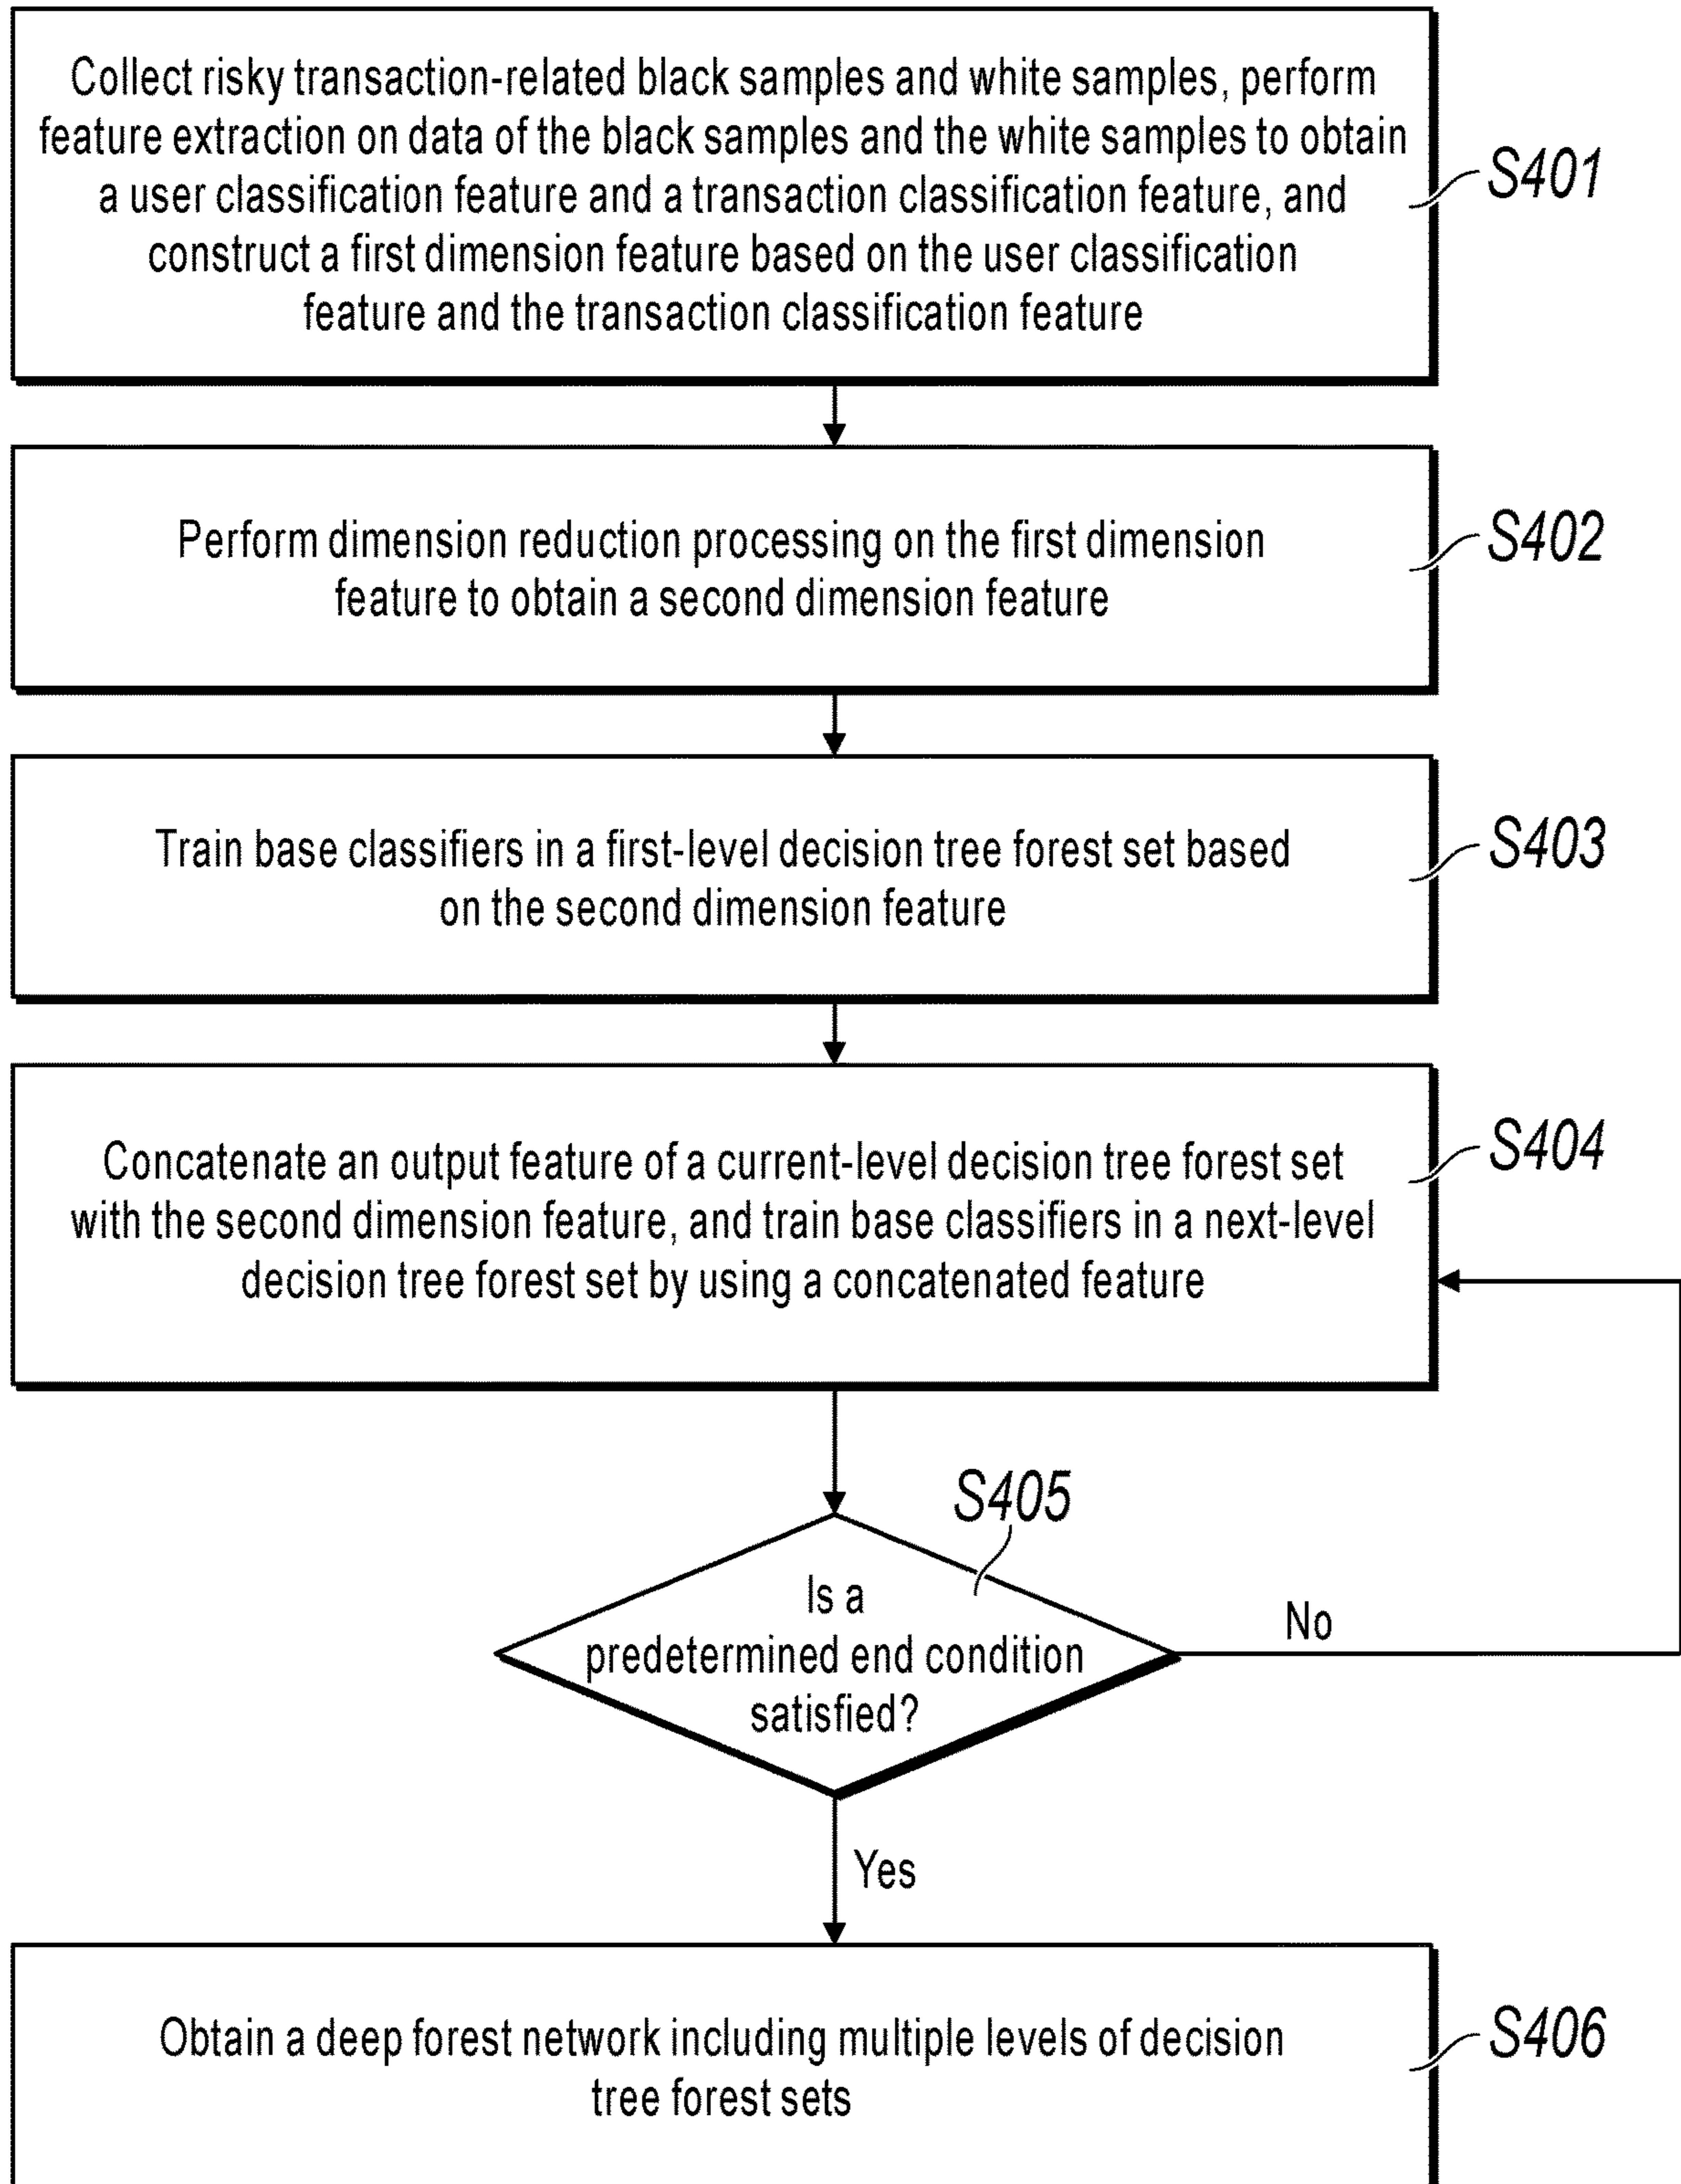 Collect risky transaction-related black samples and white samples, perform
feature extraction on data of the black samples and the white samples to obtain
a user classification feature and a transaction classification feature, and
construct a first dimension feature based on the user classification
feature and the transaction classification feature
S401
Perform dimension reduction processing on the first dimension
feature to obtain a second dimension feature
S402
Train base classifiers in a first-level decision tree forest set based
on the second dimension feature
S403
Concatenate an output feature of a current-level decision tree forest set
with the second dimension feature, and train base classifiers in a next-level
decision tree forest set by using a concatenated feature
S404
S405
Is a
predetermined end condition
satisfied?
No
Yes
Obtain a deep forest network including multiple levels of decision
tree forest sets
S406